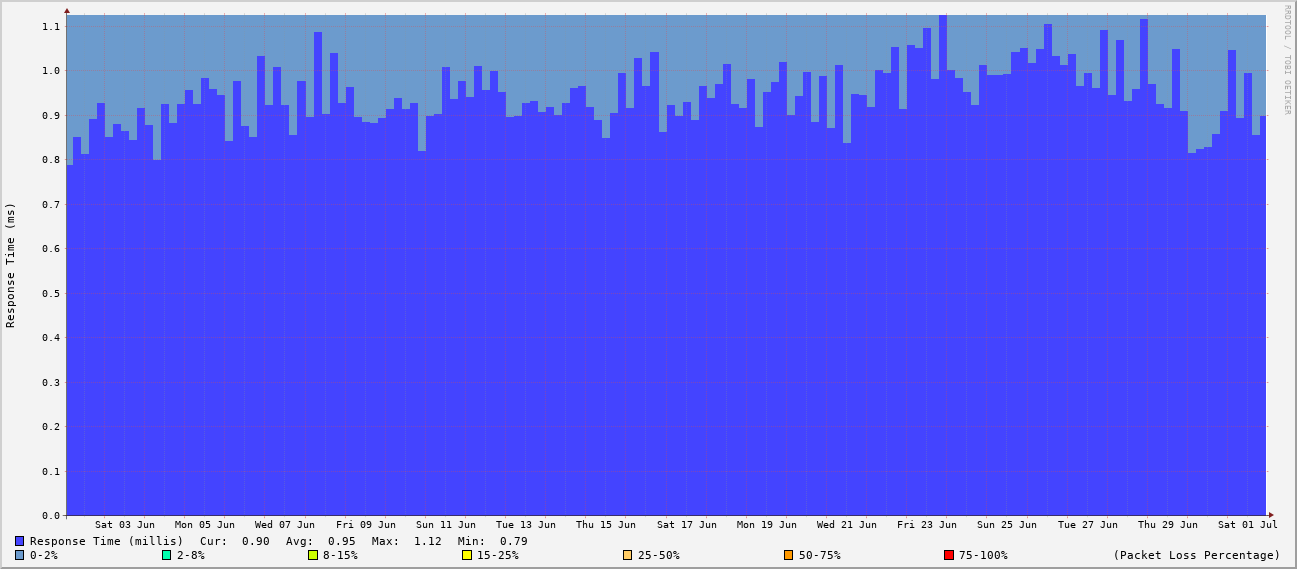 RRDTOOL / TOBI OETIKER
Response Time (ms)
1.1
1.0
0.9
0.8
0.7
0.6
0.5
0.4
0.3
0.2
0.1
0.0
Sat 03 Jun Mon 05 Jun Wed 07 Jun Fri 09 Jun Sun 11 Jun Tue 13 Jun Thu 15 Jun Sat 17 Jun Mon 19 Jun Wed 21 Jun Fri 23 Jun Sun 25 Jun Tue 27 Jun Thu 29 Jun Sat 01 Jul
Response Time (millis) Cur: 0.90 Avg: 0.95 Max: 1.12 Min: 0.79
0-2% 2-8% 8-15% 15-25% 25-50% 50-75% 75-100% (Packet Loss Percentage)